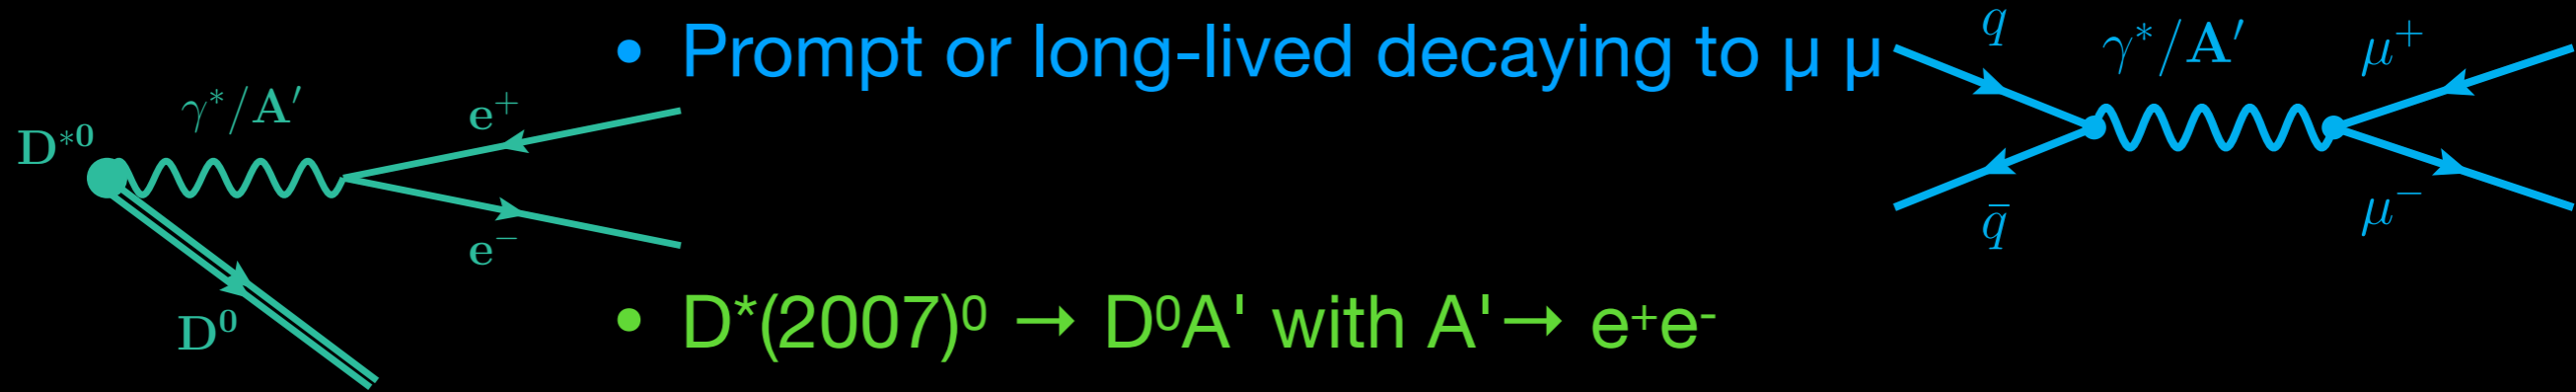 D*⁰
γ*/A′
e⁺
e⁻
D⁰
• Prompt or long-lived decaying to μ μ
• D*(2007)⁰ → D⁰A' with A'→ e⁺e⁻
q
q̄
γ*/A′
μ⁺
μ⁻